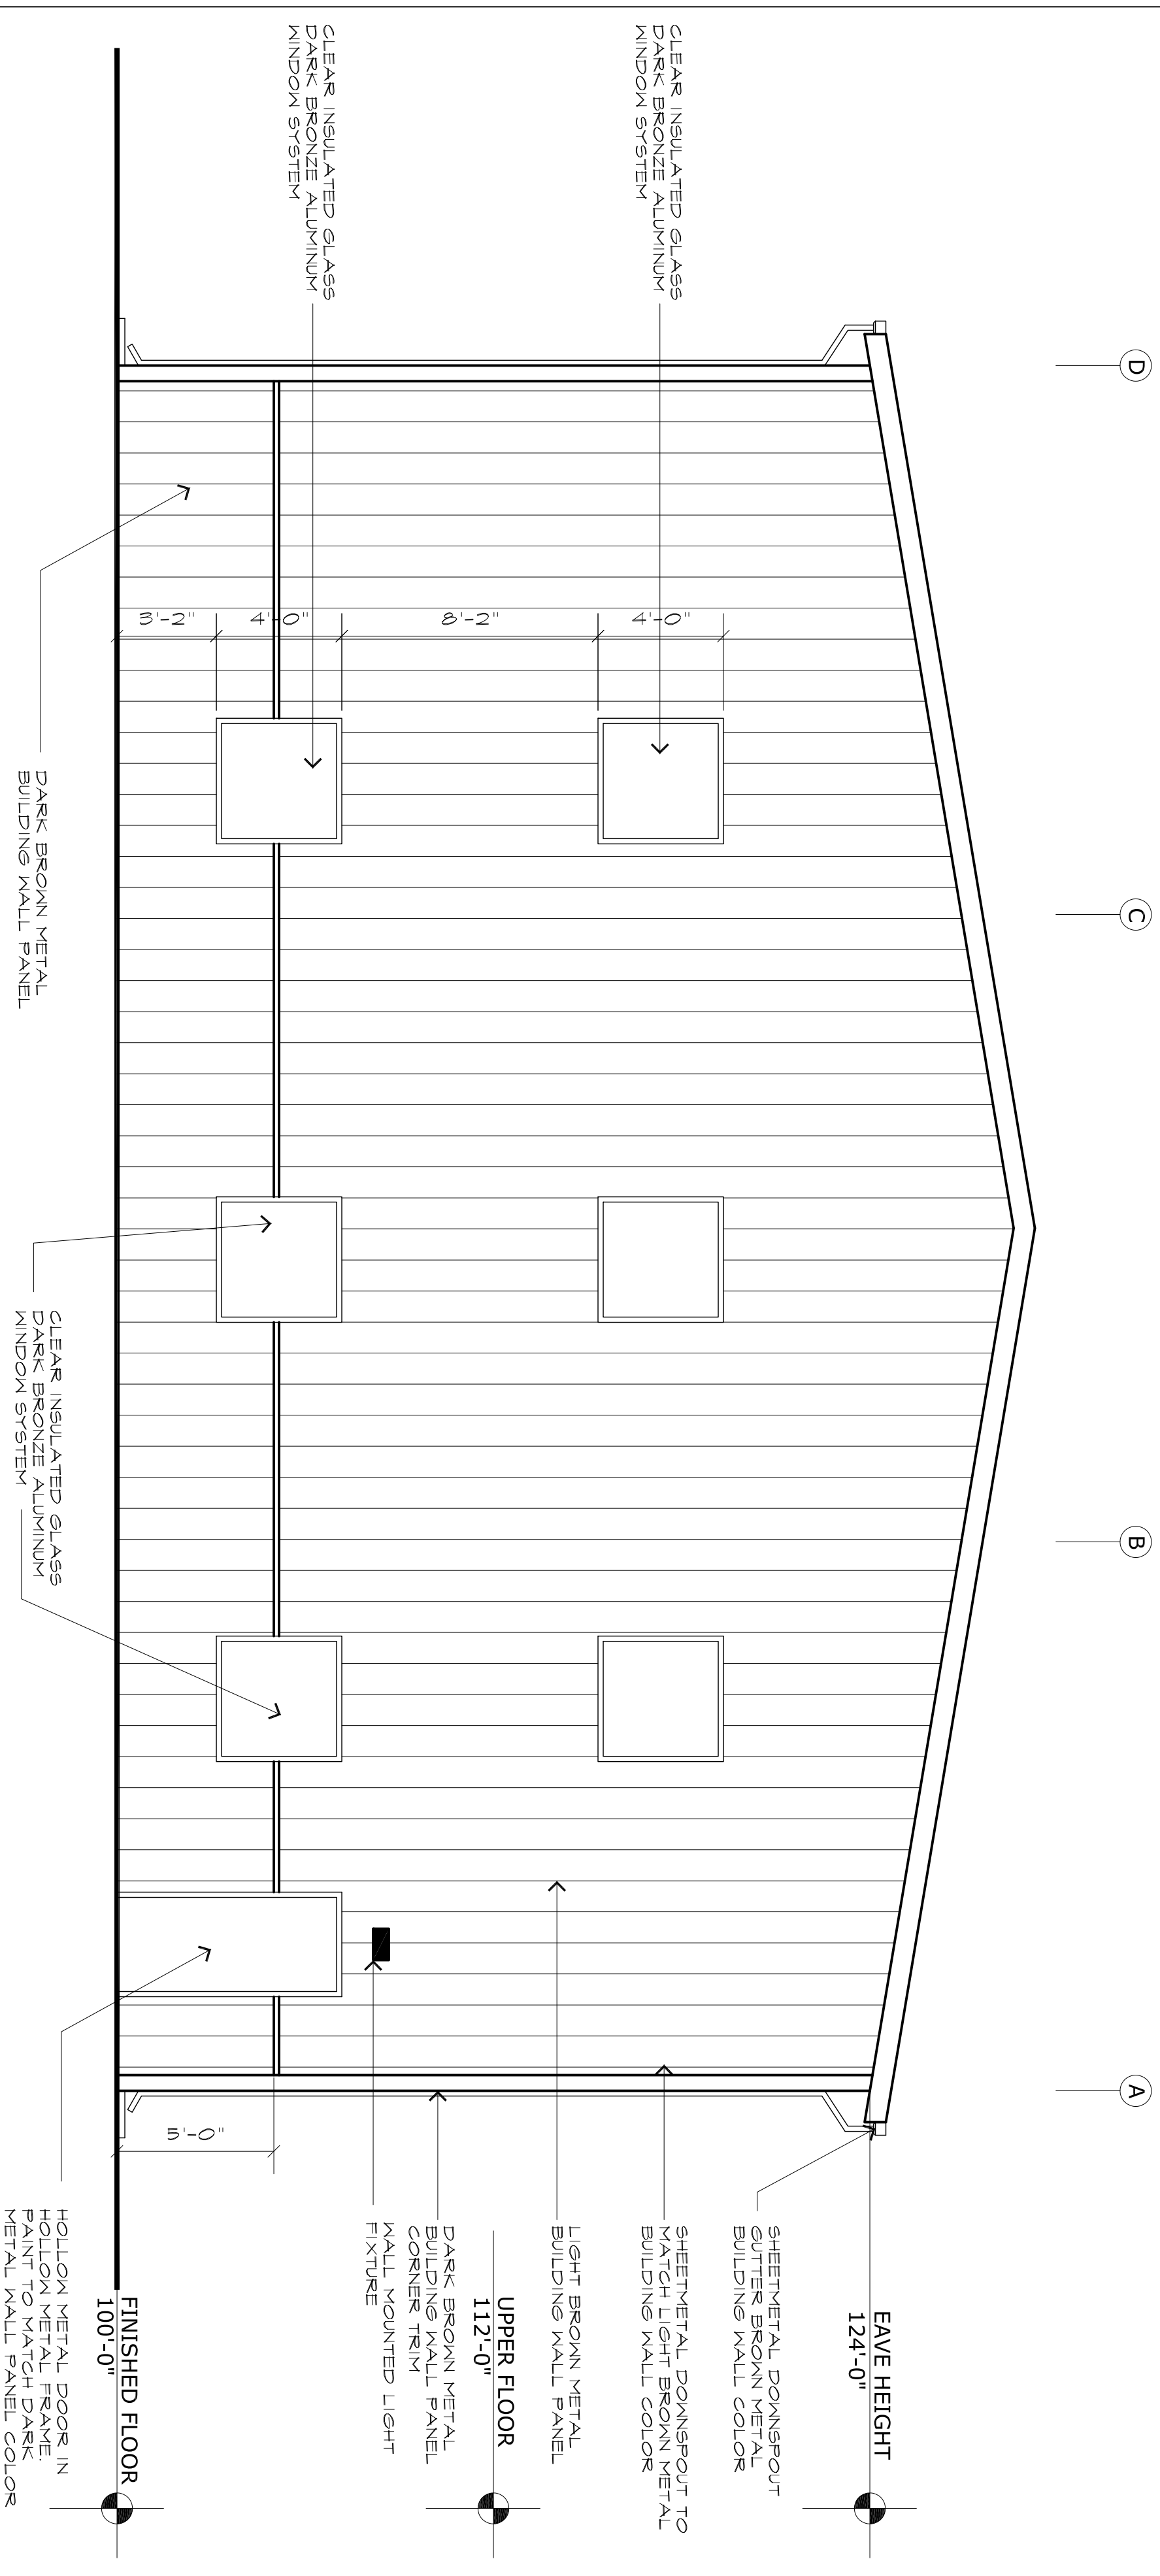 D
C
B
A
CLEAR INSULATED GLASS
DARK BRONZE ALUMINUM
WINDOW SYSTEM
CLEAR INSULATED GLASS
DARK BRONZE ALUMINUM
WINDOW SYSTEM
4'-0"
8'-2"
4'-0"
3'-2"
5'-0"
EAVE HEIGHT
124'-0"
SHEETMETAL DOWNSPOUT
GUTTER BROWN METAL
BUILDING WALL COLOR
SHEETMETAL DOWNSPOUT TO
MATCH LIGHT BROWN METAL
BUILDING WALL COLOR
LIGHT BROWN METAL
BUILDING WALL PANEL
UPPER FLOOR
112'-0"
DARK BROWN METAL
BUILDING WALL PANEL
CORNER TRIM
WALL MOUNTED LIGHT
FIXTURE
FINISHED FLOOR
100'-0"
DARK BROWN METAL
BUILDING WALL PANEL
CLEAR INSULATED GLASS
DARK BRONZE ALUMINUM
WINDOW SYSTEM
HOLLOW METAL DOOR IN
HOLLOW METAL FRAME.
PAINT TO MATCH DARK
METAL WALL PANEL COLOR